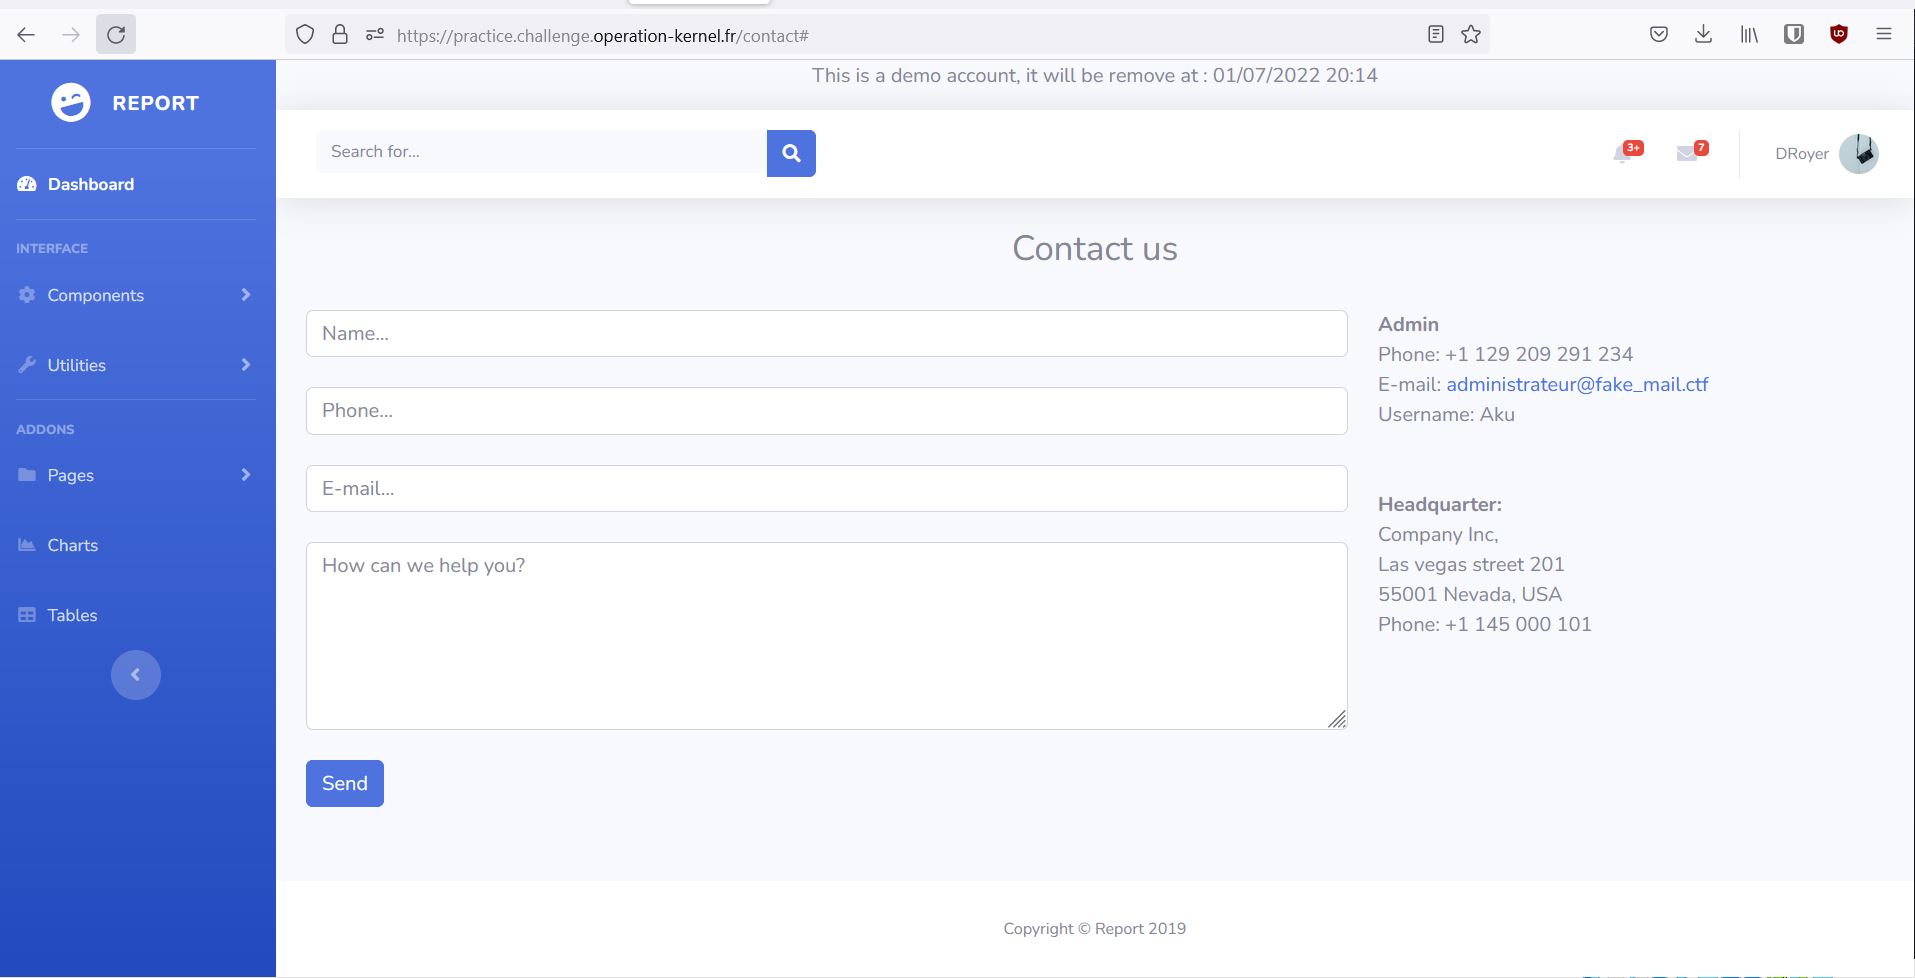 https://practice.challenge.operation-kernel.fr/contact#
REPORT
This is a demo account, it will be remove at : 01/07/2022 20:14
Search for...
3+
7
DRoyer
Dashboard
INTERFACE
Components
Utilities
ADDONS
Pages
Charts
Tables
Contact us
Name...
Phone...
E-mail...
How can we help you?
Send
Admin
Phone: +1 129 209 291 234
E-mail: administrateur@fake_mail.ctf
Username: Aku
Headquarter:
Company Inc,
Las vegas street 201
55001 Nevada, USA
Phone: +1 145 000 101
Copyright © Report 2019